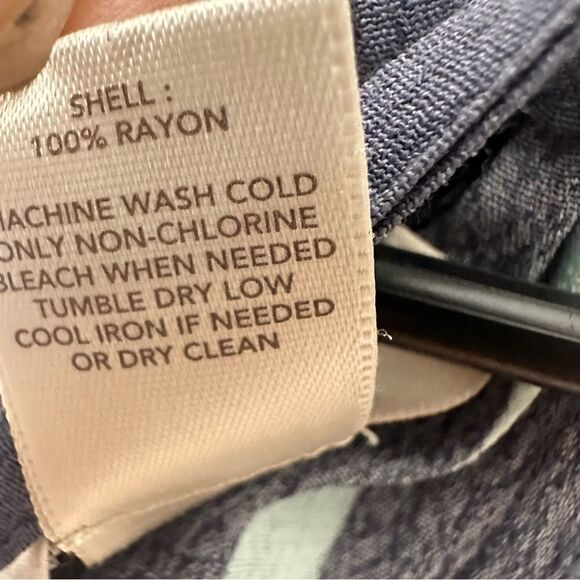 SHELL :
100% RAYON
MACHINE WASH COLD
ONLY NON-CHLORINE
BLEACH WHEN NEEDED
TUMBLE DRY LOW
COOL IRON IF NEEDED
OR DRY CLEAN